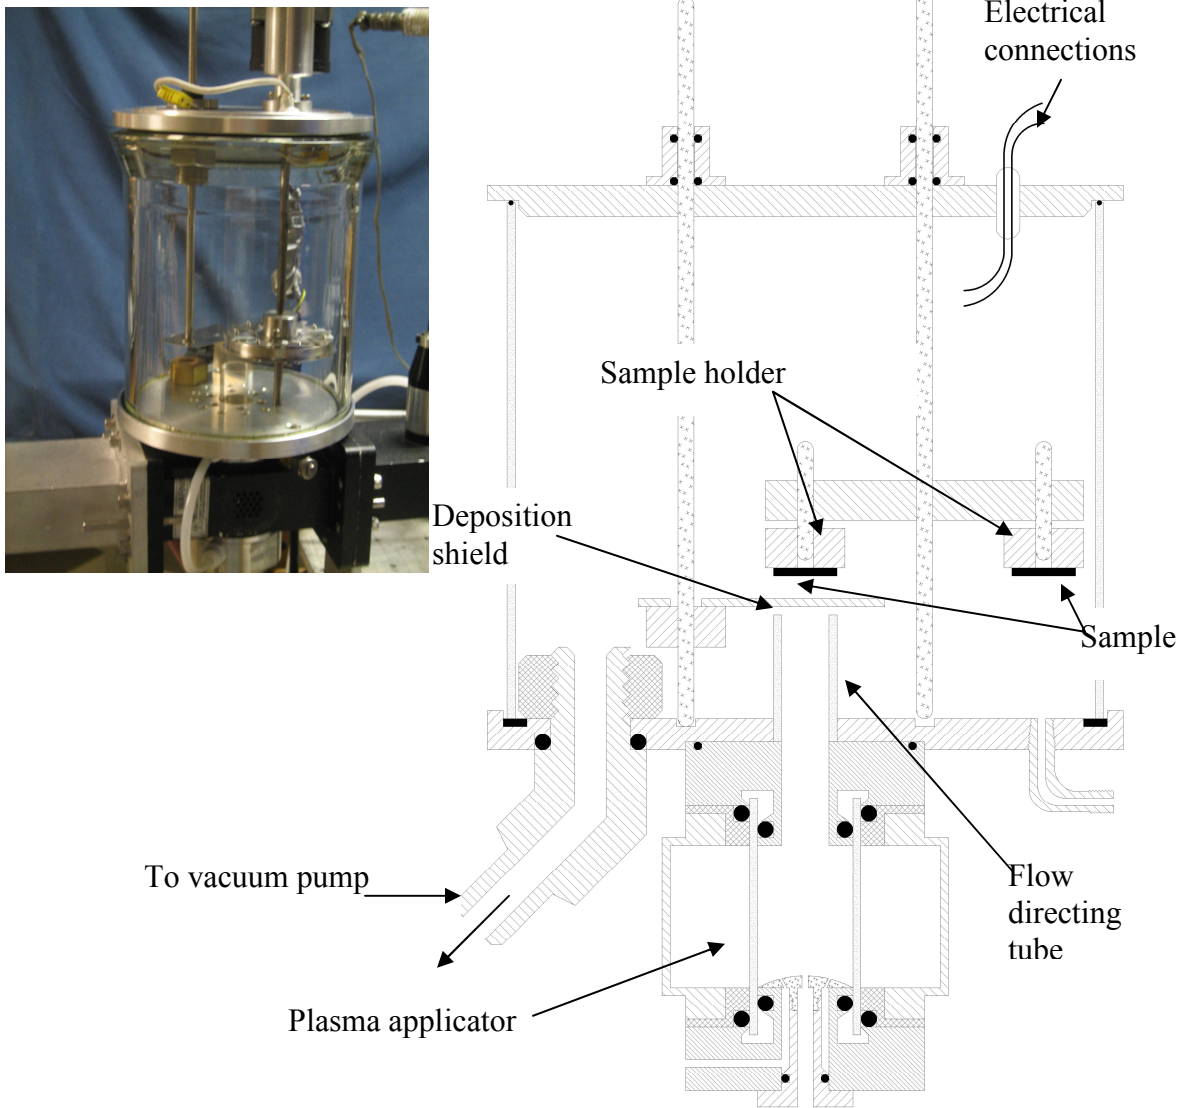 Electrical
connections
Sample holder
Deposition
shield
Sample
To vacuum pump
Flow
directing
tube
Plasma applicator